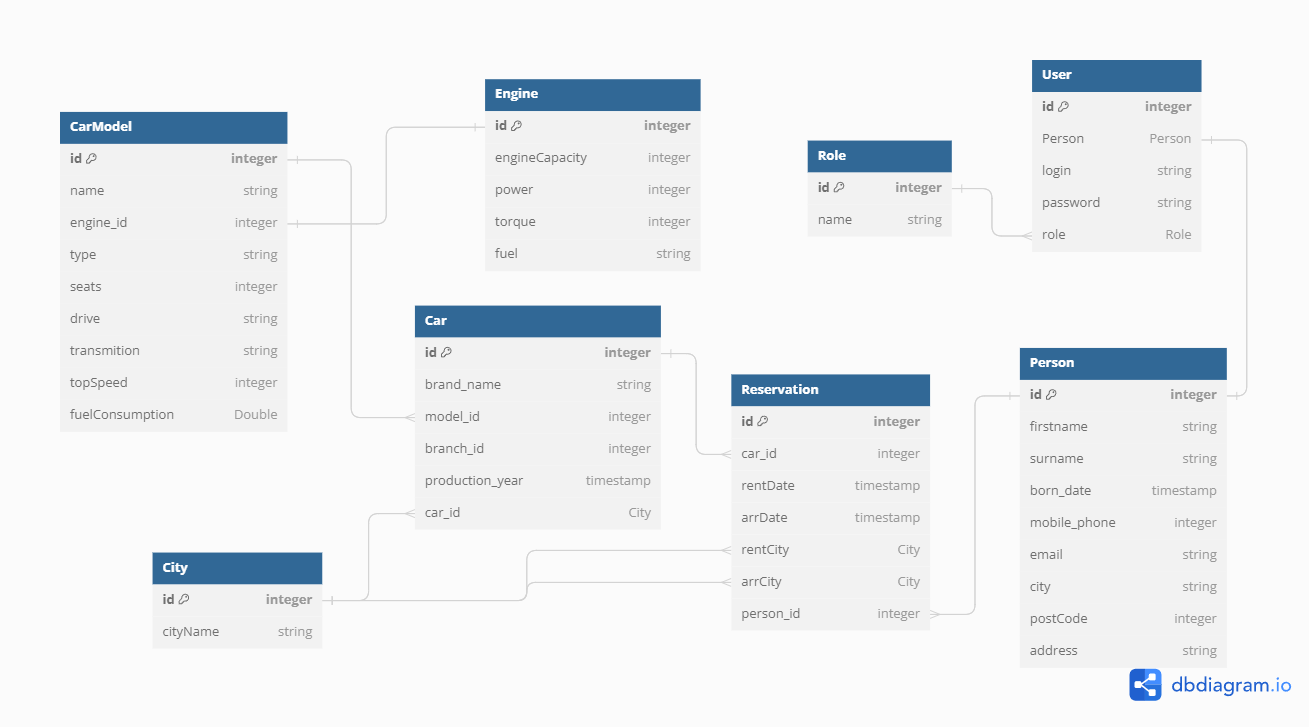 CarModel
id integer
name string
engine_id integer
type string
seats integer
drive string
transmition string
topSpeed integer
fuelConsumption Double
Engine
id integer
engineCapacity integer
power integer
torque integer
fuel string
Role
id integer
name string
User
id integer
Person Person
login string
password string
role Role
Car
id integer
brand_name string
model_id integer
branch_id integer
production_year timestamp
car_id City
Reservation
id integer
car_id integer
rentDate timestamp
arrDate timestamp
rentCity City
arrCity City
person_id integer
Person
id integer
firstname string
surname string
born_date timestamp
mobile_phone integer
email string
city string
postCode integer
address string
City
id integer
cityName string
dbdiagram.io